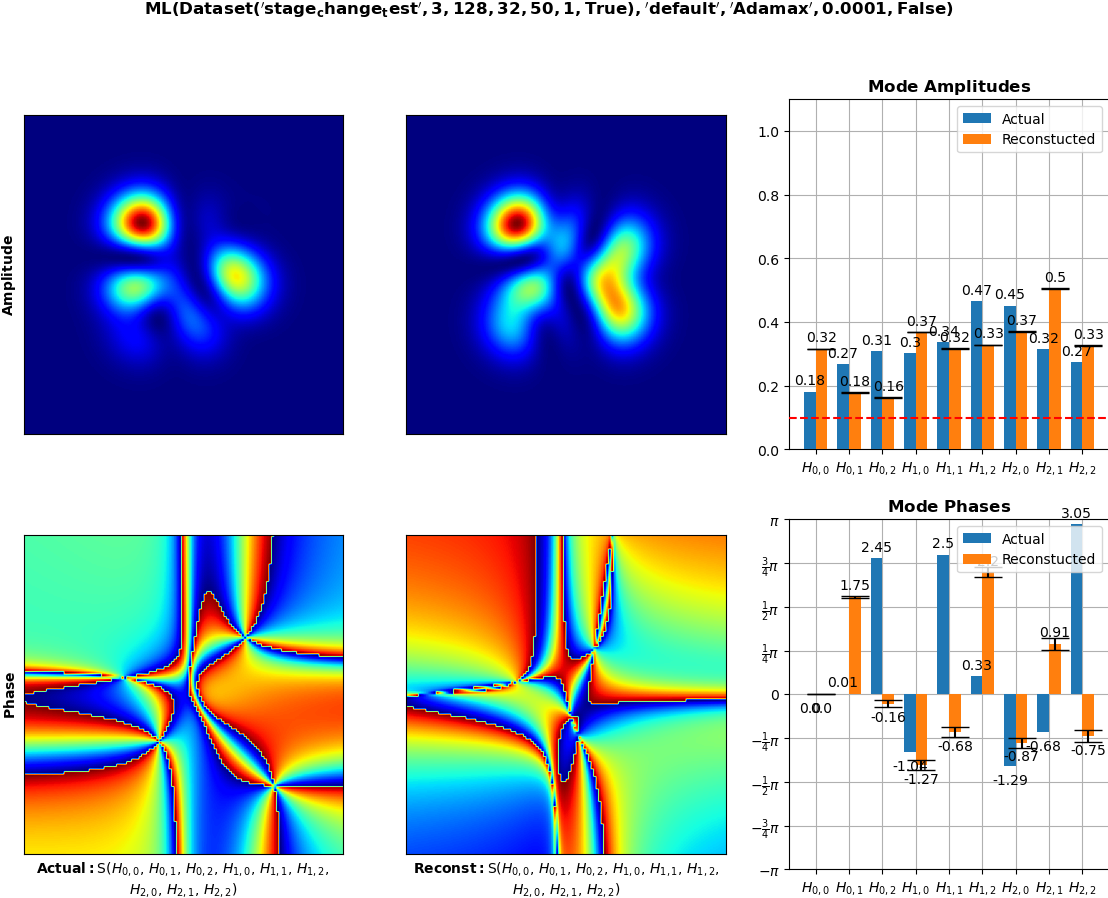 ML(Dataset('stage_change_test', 3, 128, 32, 50, 1, True), 'default', 'Adamax', 0.0001, False)
Amplitude
Mode Amplitudes
Actual
Reconstucted
1.0
0.8
0.6
0.4
0.2
0.0
0.18 0.32 0.27 0.18 0.31 0.16 0.3 0.37 0.34 0.32 0.47 0.33 0.45 0.37 0.32 0.5 0.27 0.33
H0,0 H0,1 H0,2 H1,0 H1,1 H1,2 H2,0 H2,1 H2,2
Phase
Actual: S(H0,0, H0,1, H0,2, H1,0, H1,1, H1,2,
H2,0, H2,1, H2,2)
Reconst: S(H0,0, H0,1, H0,2, H1,0, H1,1, H1,2,
H2,0, H2,1, H2,2)
Mode Phases
Actual
Reconstucted
π
3/4π
1/2π
1/4π
0
−1/4π
−1/2π
−3/4π
−π
0.0 0.01 1.75 2.45 -0.16 -1.27 2.5 -0.68 0.33 -1.29 -0.87 -0.68 0.91 3.05 -0.75
H0,0 H0,1 H0,2 H1,0 H1,1 H1,2 H2,0 H2,1 H2,2